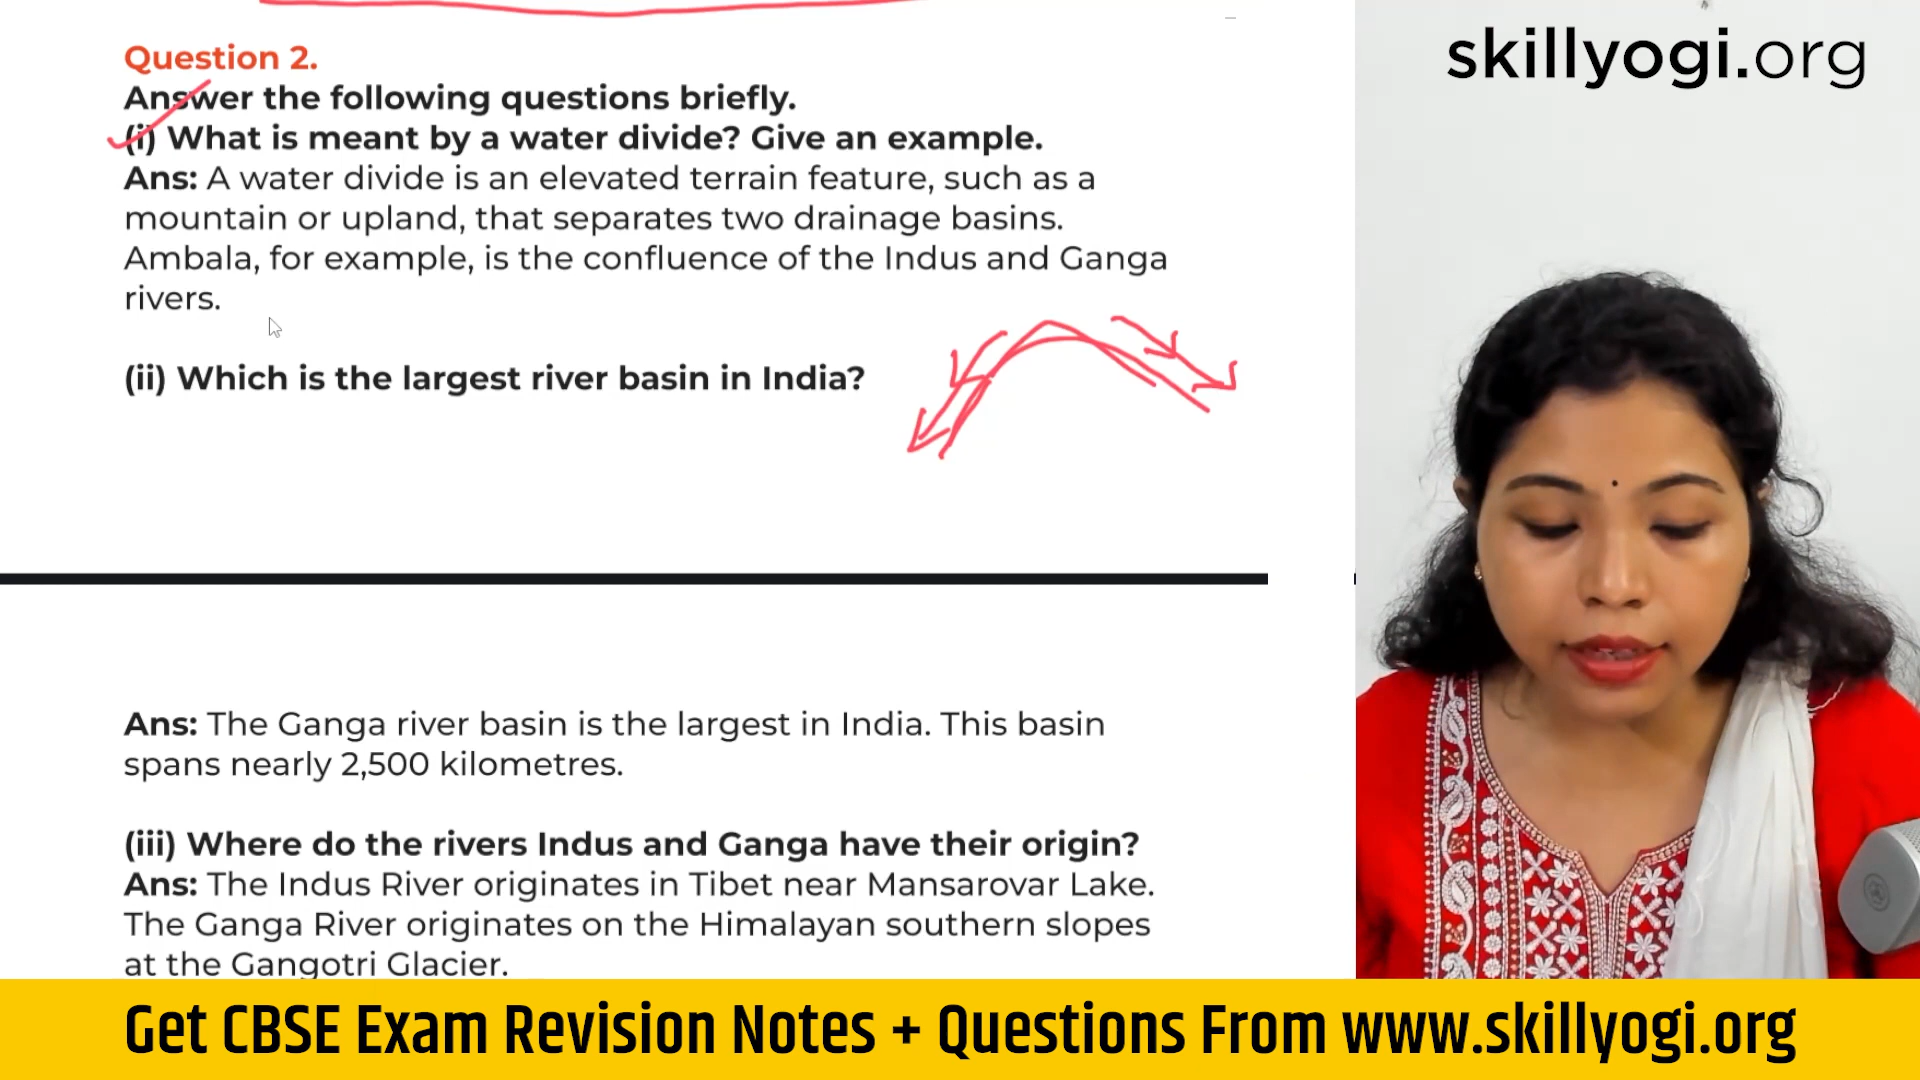 skillyogi.org
Question 2.
Answer the following questions briefly.
(i) What is meant by a water divide? Give an example.
Ans: A water divide is an elevated terrain feature, such as a
mountain or upland, that separates two drainage basins.
Ambala, for example, is the confluence of the Indus and Ganga
rivers.
(ii) Which is the largest river basin in India?
Ans: The Ganga river basin is the largest in India. This basin
spans nearly 2,500 kilometres.
(iii) Where do the rivers Indus and Ganga have their origin?
Ans: The Indus River originates in Tibet near Mansarovar Lake.
The Ganga River originates on the Himalayan southern slopes
at the Gangotri Glacier.
Get CBSE Exam Revision Notes + Questions From www.skillyogi.org